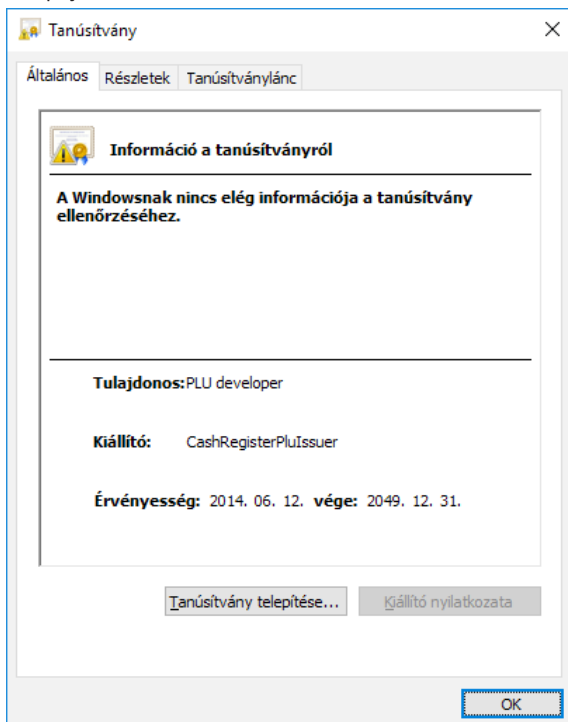 Tanúsítvány
Általános Részletek Tanúsítványlánc
Információ a tanúsítványról
A Windowsnak nincs elég információja a tanúsítvány
ellenőrzéséhez.
Tulajdonos:PLU developer
Kiállító: CashRegisterPluIssuer
Érvényesség: 2014. 06. 12. vége: 2049. 12. 31.
Tanúsítvány telepítése... Kiállító nyilatkozata
OK